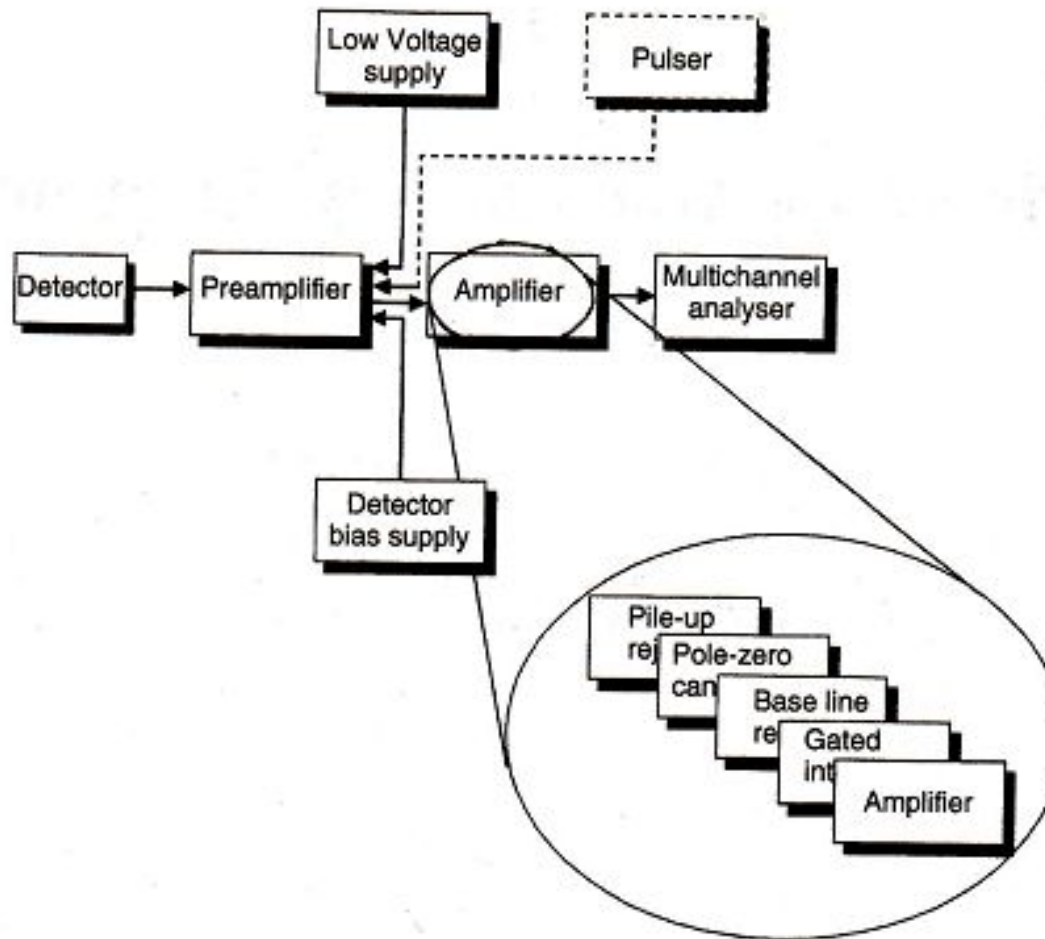 Low Voltage
supply
Pulser
Detector
Preamplifier
Amplifier
Multichannel
analyser
Detector
bias supply
Pile-up
rej
Pole-zero
can
Base line
re
Gated
int
Amplifier